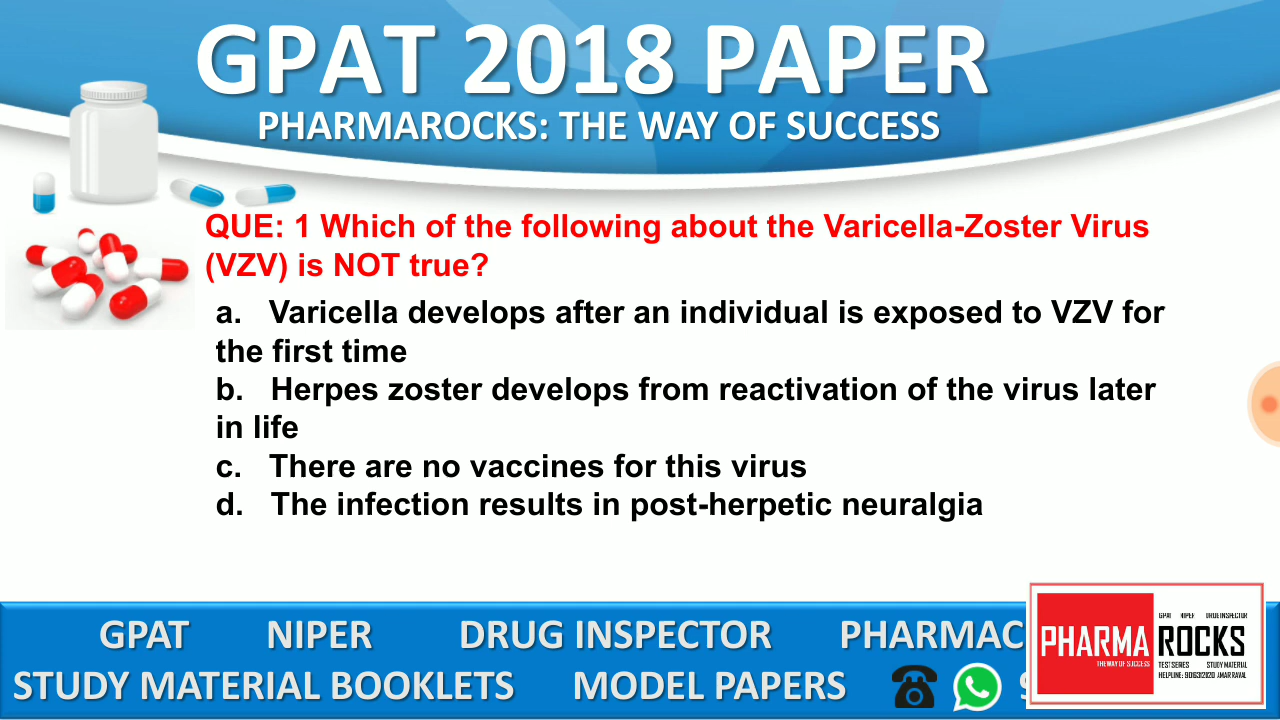 GPAT 2018 PAPER
PHARMAROCKS: THE WAY OF SUCCESS
QUE: 1 Which of the following about the Varicella-Zoster Virus
(VZV) is NOT true?
a. Varicella develops after an individual is exposed to VZV for
the first time
b. Herpes zoster develops from reactivation of the virus later
in life
c. There are no vaccines for this virus
d. The infection results in post-herpetic neuralgia
GPAT NIPER DRUG INSPECTOR PHARMAC
STUDY MATERIAL BOOKLETS MODEL PAPERS
GPAT NIPER DRUG INSPECTOR
PHARMA ROCKS
THE WAY OF SUCCESS
TEST SERIES STUDY MATERIAL
HELPLINE: AMAR RAVAL